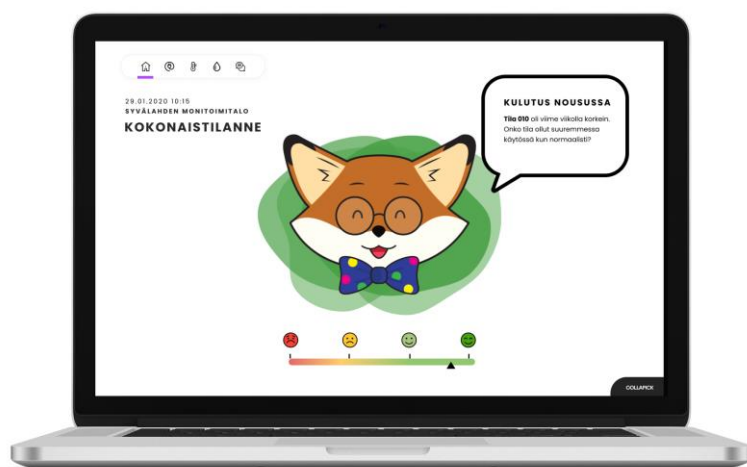 29.01.2020 10:15
SYVÄLAHDEN MONITOIMITALO
KOKONAISTILANNE
KULUTUS NOUSUSSA
Tila 010 oli viime viikolla korkein.
Onko tila ollut suuremmessa
käytössä kun normaalisti?
COLLAPICK